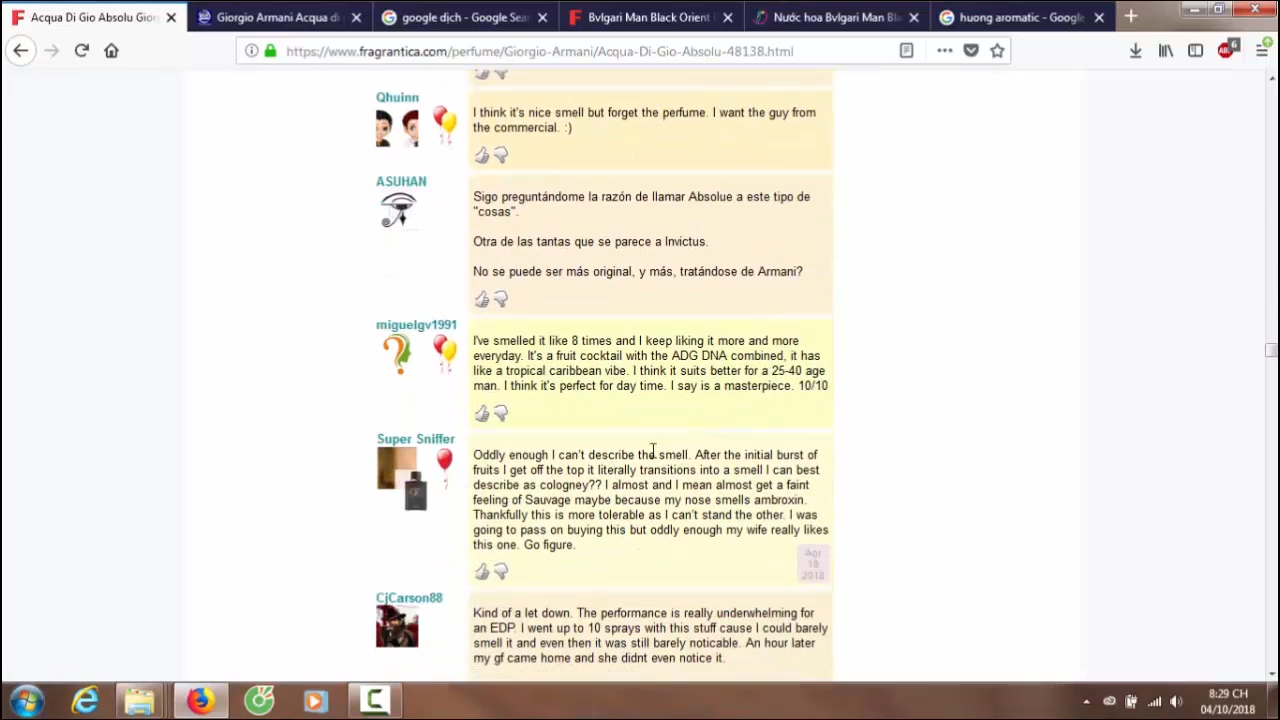 Acqua Di Gio Absolu Gior
Giorgio Armani Acqua di
google dịch - Google Sear
Bvlgari Man Black Orient
Nước hoa Bvlgari Man Bl
huong aromatic - Google
https://www.fragrantica.com/perfume/Giorgio-Armani/Acqua-Di-Gio-Absolu-48138.html
6
Qhuinn
I think it's nice smell but forget the perfume. I want the guy from
the commercial. :)
ASUHAN
Sigo preguntándome la razón de llamar Absolue a este tipo de
"cosas".
Otra de las tantas que se parece a Invictus.
No se puede ser más original, y más, tratándose de Armani?
miguelgv1991
I've smelled it like 8 times and I keep liking it more and more
everyday. It's a fruit cocktail with the ADG DNA combined, it has
like a tropical caribbean vibe. I think it suits better for a 25-40 age
man. I think it's perfect for day time. I say is a masterpiece. 10/10
Super Sniffer
Oddly enough I can't describe the smell. After the initial burst of
fruits I get off the top it literally transitions into a smell I can best
describe as cologney?? I almost and I mean almost get a faint
feeling of Sauvage maybe because my nose smells ambroxin.
Thankfully this is more tolerable as I can't stand the other. I was
going to pass on buying this but oddly enough my wife really likes
this one. Go figure.
Apr
18
2018
CjCarson88
Kind of a let down. The performance is really underwhelming for
an EDP. I went up to 10 sprays with this stuff cause I could barely
smell it and even then it was still barely noticable. An hour later
my gf came home and she didnt even notice it.
8:29 CH
04/10/2018